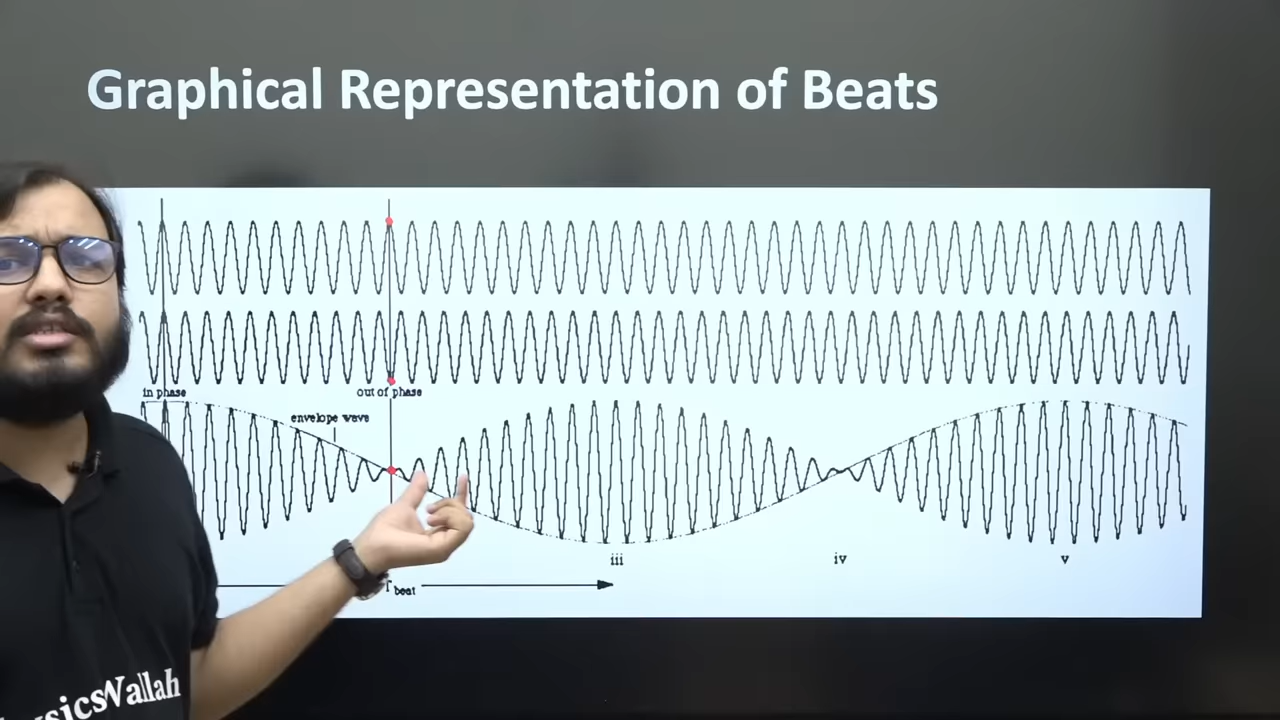 Graphical Representation of Beats
in phase
out of phase
envelope wave
iii
iv
v
T beat
sicsWallah